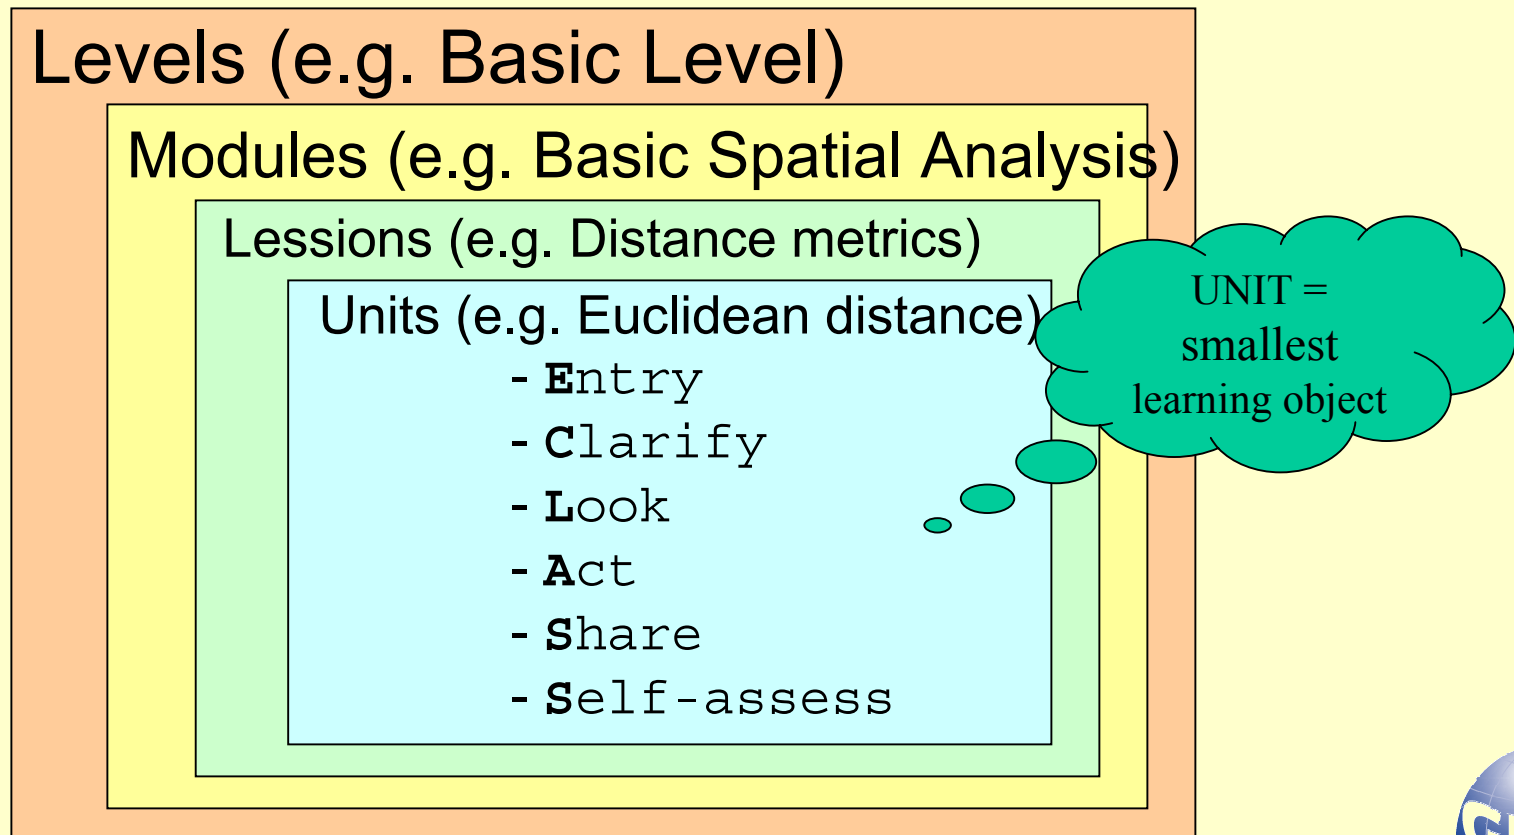 Levels (e.g. Basic Level)
Modules (e.g. Basic Spatial Analysis)
Lessions (e.g. Distance metrics)
Units (e.g. Euclidean distance)
- Entry
- Clarify
- Look
- Act
- Share
- Self-assess
UNIT =
smallest
learning object